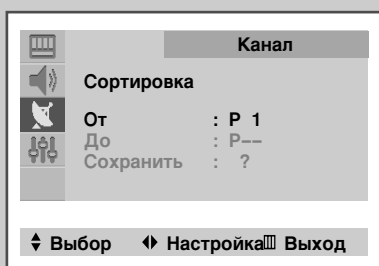 Канал
Сортировка
От : P 1
До : P--
Сохранить : ?
Выбор Настройка Выход